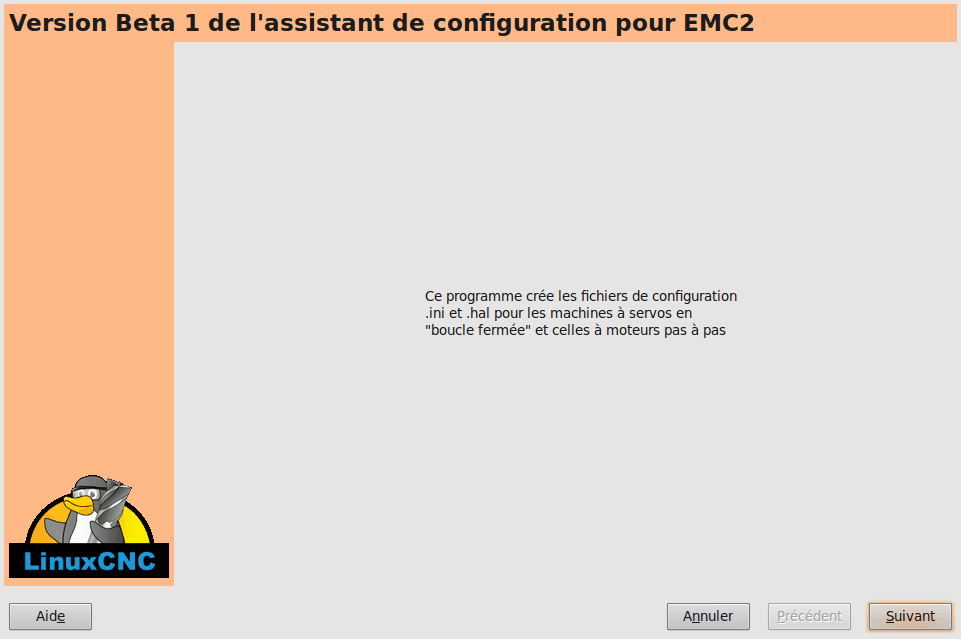 Version Beta 1 de l'assistant de configuration pour EMC2
Ce programme crée les fichiers de configuration
.ini et .hal pour les machines à servos en
"boucle fermée" et celles à moteurs pas à pas
LinuxCNC
Aide
Annuler
Précédent
Suivant